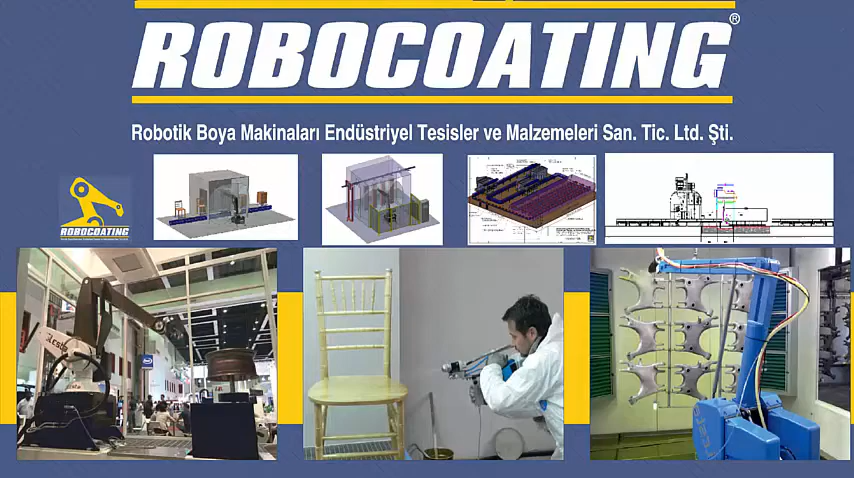 ROBOCOATING®
Robotik Boya Makinaları Endüstriyel Tesisler ve Malzemeleri San. Tic. Ltd. Şti.
ROBOCOATING